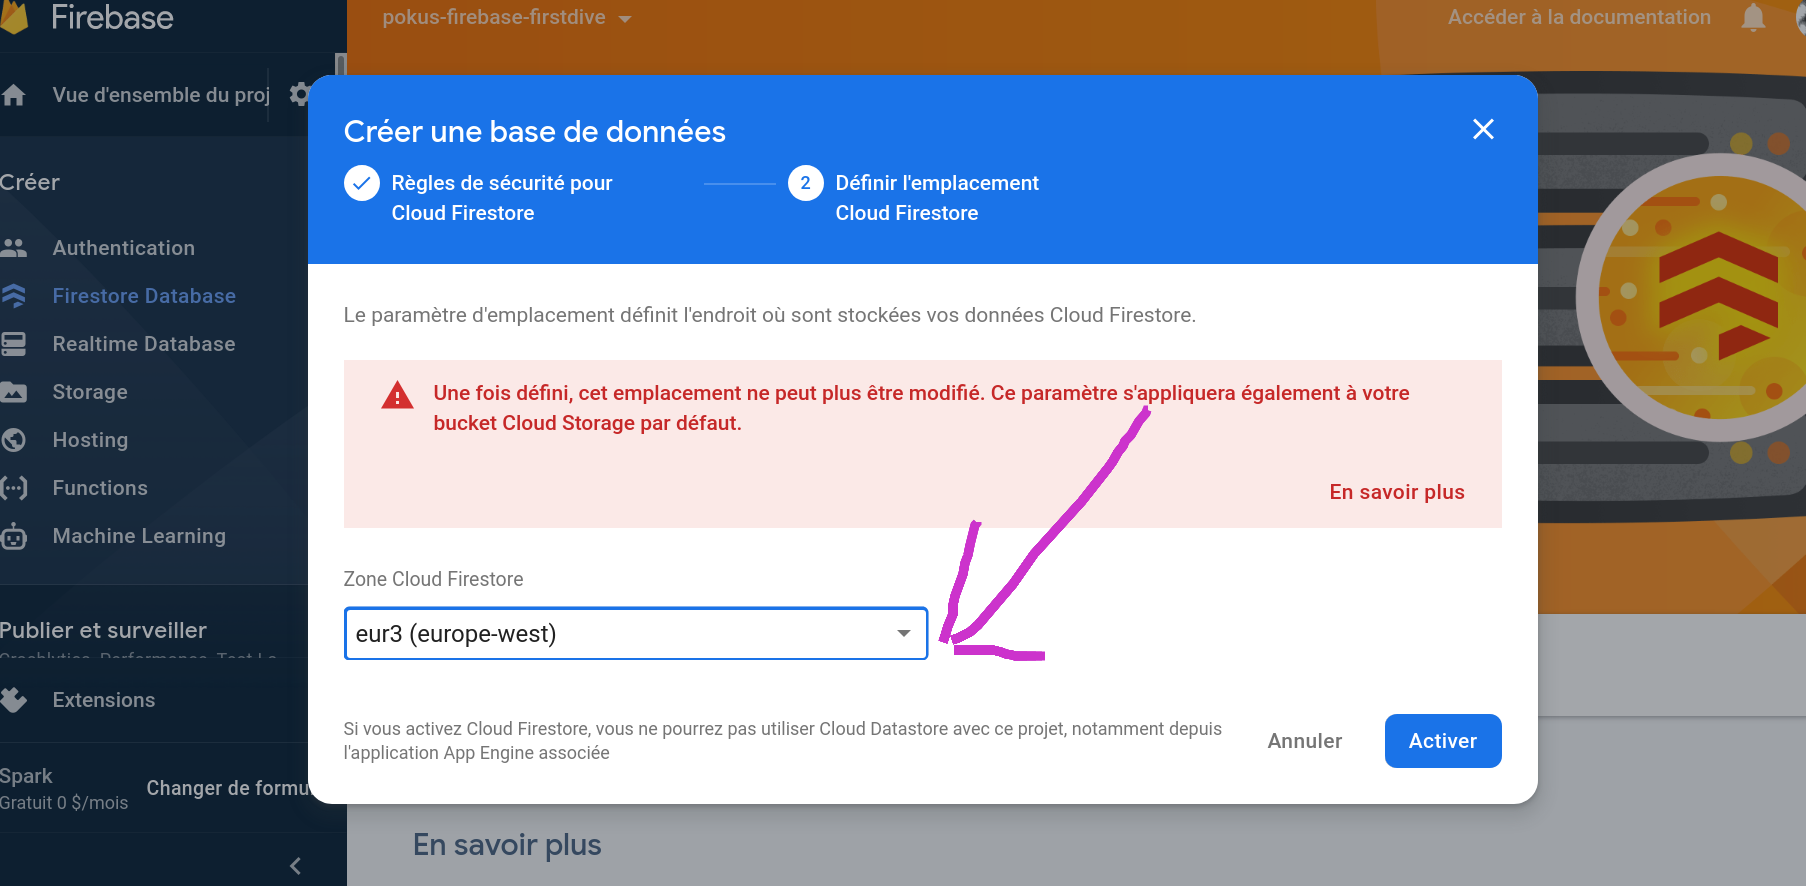 Firebase
pokus-firebase-firstdive
Accéder à la documentation
Vue d'ensemble du proj
Créer
Authentication
Firestore Database
Realtime Database
Storage
Hosting
Functions
Machine Learning
Publier et surveiller
Extensions
Spark
Gratuit 0 $/mois
Changer de formu
Créer une base de données
Règles de sécurité pour
Cloud Firestore
2
Définir l'emplacement
Cloud Firestore
Le paramètre d'emplacement définit l'endroit où sont stockées vos données Cloud Firestore.
Une fois défini, cet emplacement ne peut plus être modifié. Ce paramètre s'appliquera également à votre
bucket Cloud Storage par défaut.
En savoir plus
Zone Cloud Firestore
eur3 (europe-west)
Si vous activez Cloud Firestore, vous ne pourrez pas utiliser Cloud Datastore avec ce projet, notamment depuis
l'application App Engine associée
Annuler
Activer
En savoir plus